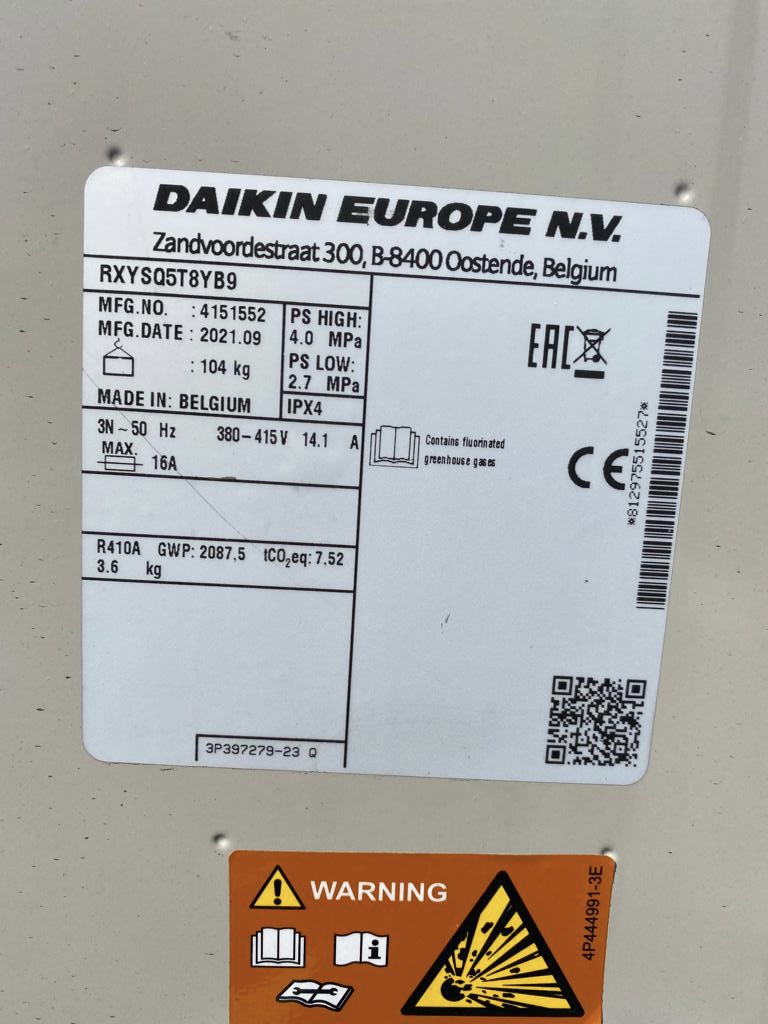 DAIKIN EUROPE N.V.
Zandvoordestraat 300, B-8400 Oostende, Belgium
RXYSQ5T8YB9
MFG.NO. : 4151552
MFG.DATE : 2021.09
: 104 kg
MADE IN: BELGIUM
PS HIGH:
4.0 MPa
PS LOW:
2.7 MPa
IPX4
3N~50 Hz 380-415V 14.1 A
MAX.
16A
R410A GWP: 2087,5 tCO₂eq: 7,52
3.6 kg
3P397279-23 Q
EAC
Contains fluorinated
greenhouse gases
CE
*812975515527*
WARNING
4P444991-3E